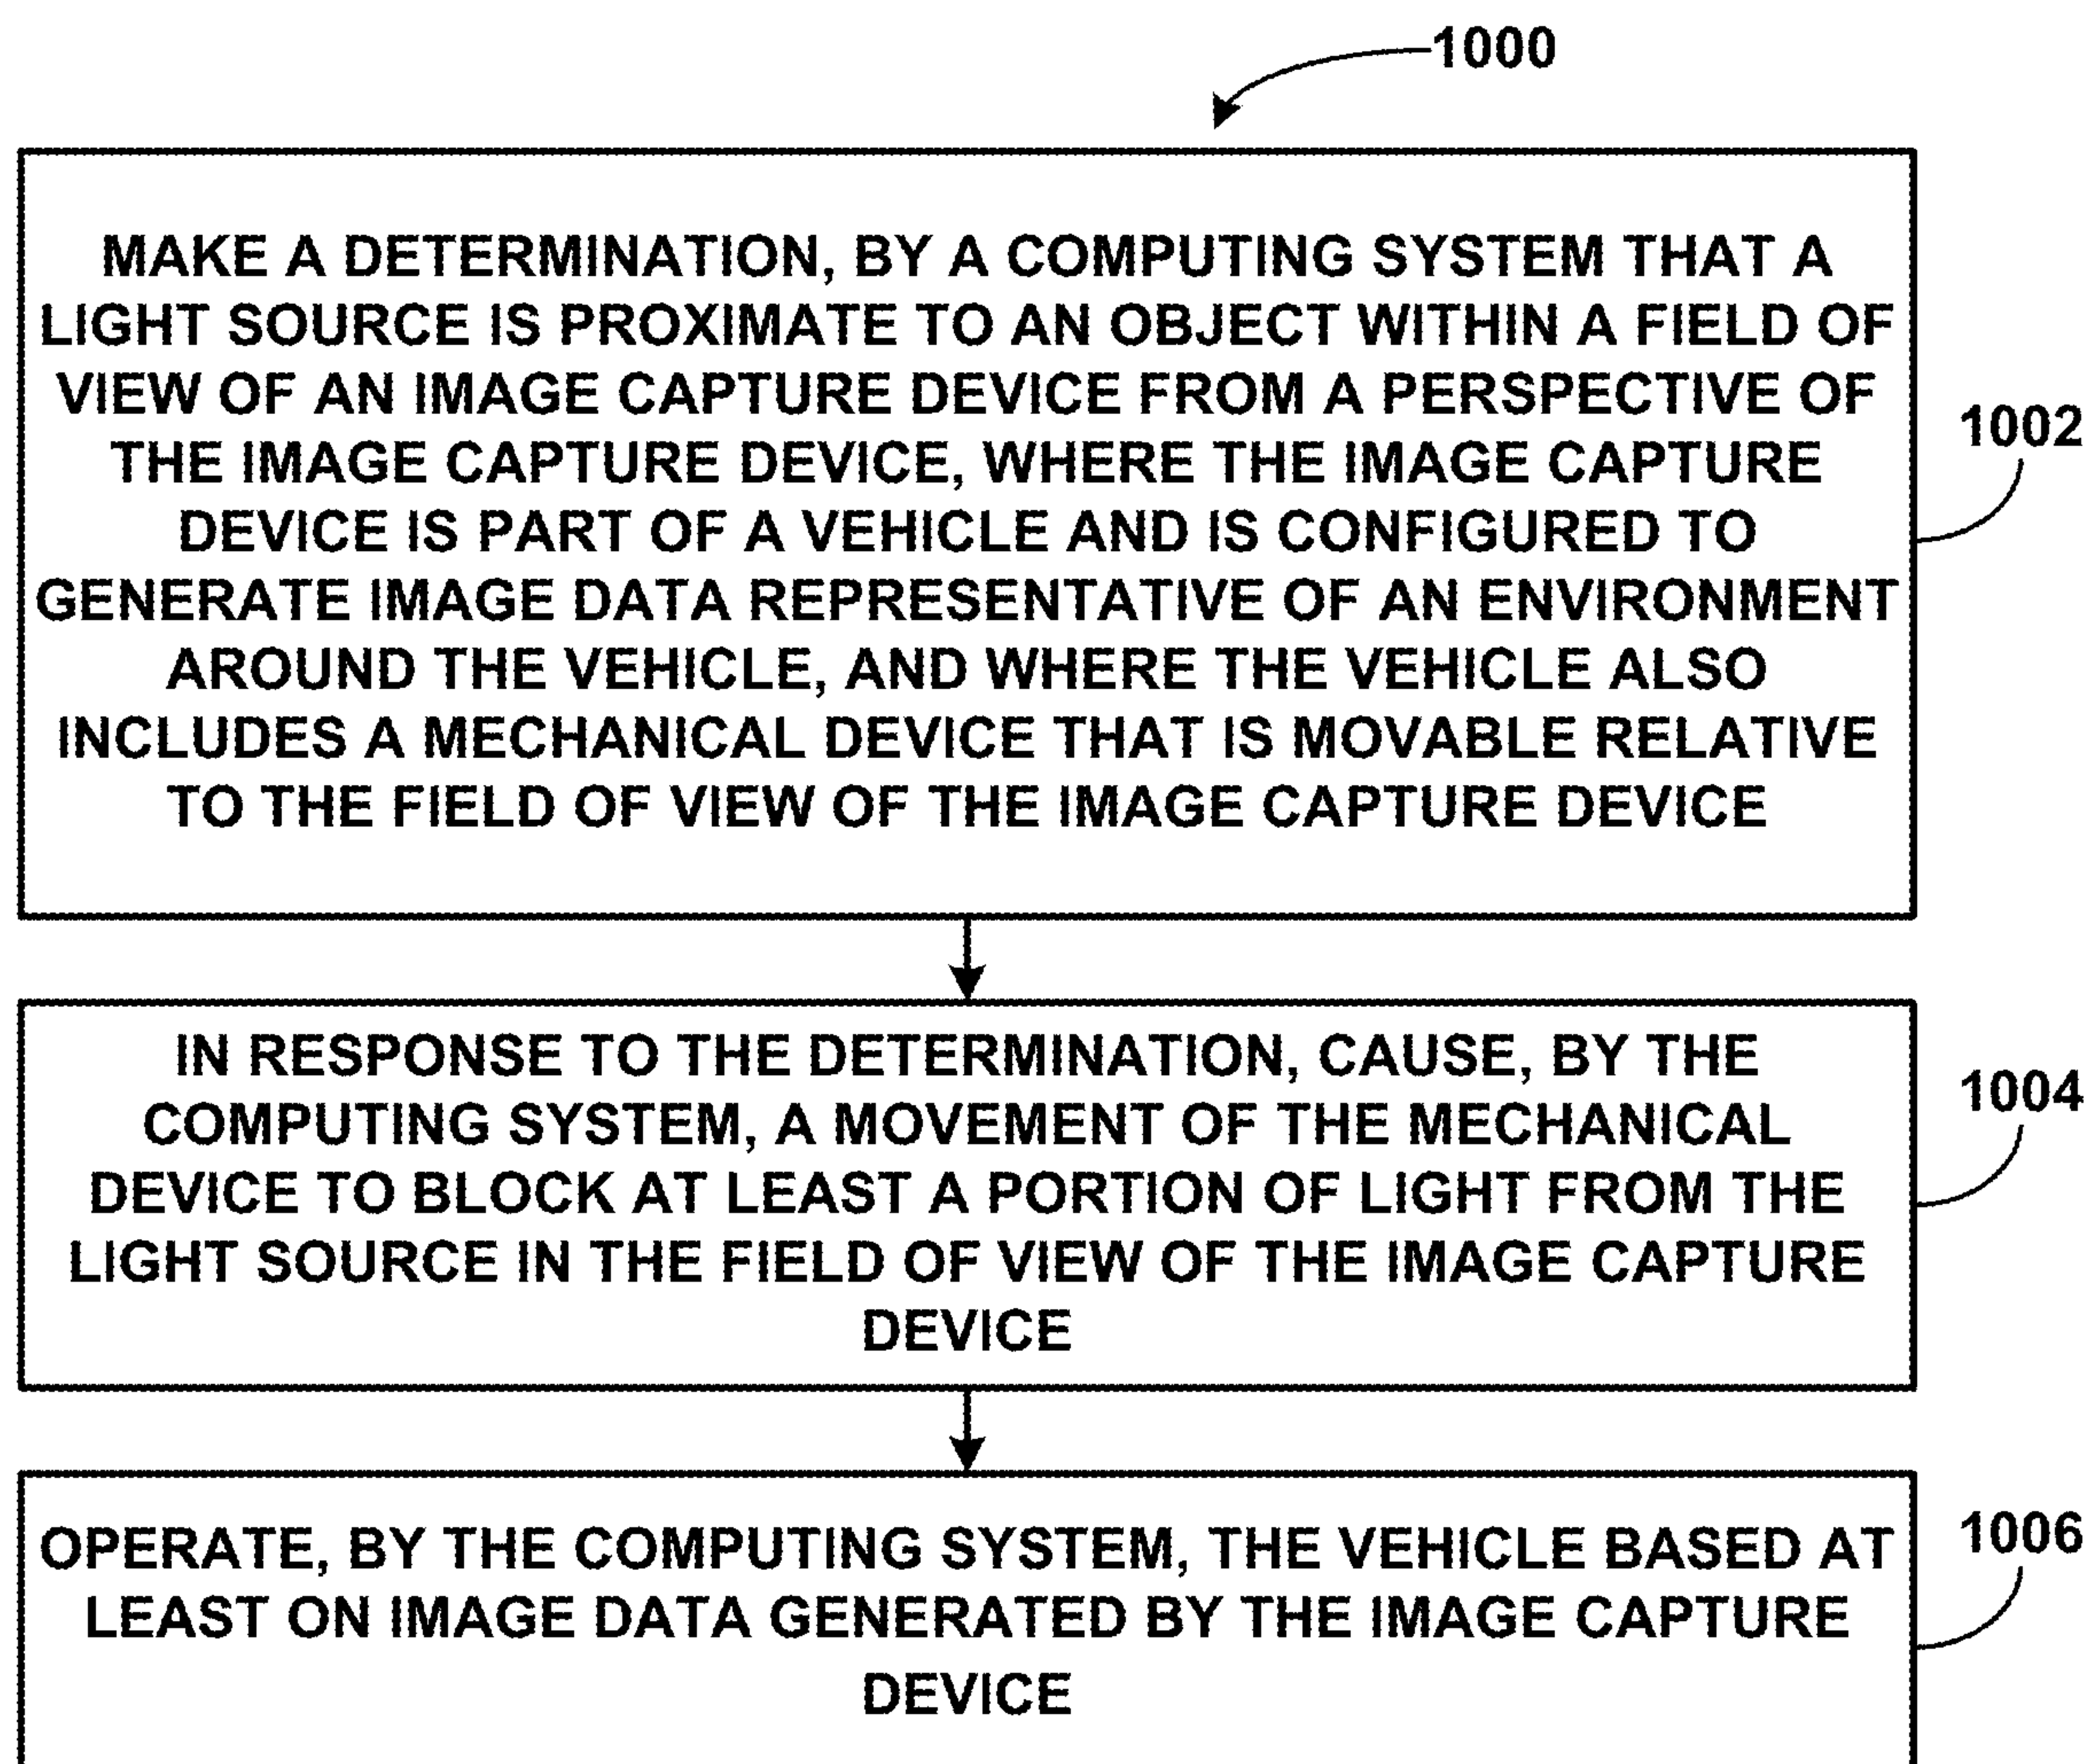 1000
MAKE A DETERMINATION, BY A COMPUTING SYSTEM THAT A
LIGHT SOURCE IS PROXIMATE TO AN OBJECT WITHIN A FIELD OF
VIEW OF AN IMAGE CAPTURE DEVICE FROM A PERSPECTIVE OF
THE IMAGE CAPTURE DEVICE, WHERE THE IMAGE CAPTURE
DEVICE IS PART OF A VEHICLE AND IS CONFIGURED TO
GENERATE IMAGE DATA REPRESENTATIVE OF AN ENVIRONMENT
AROUND THE VEHICLE, AND WHERE THE VEHICLE ALSO
INCLUDES A MECHANICAL DEVICE THAT IS MOVABLE RELATIVE
TO THE FIELD OF VIEW OF THE IMAGE CAPTURE DEVICE
1002
IN RESPONSE TO THE DETERMINATION, CAUSE, BY THE
COMPUTING SYSTEM, A MOVEMENT OF THE MECHANICAL
DEVICE TO BLOCK AT LEAST A PORTION OF LIGHT FROM THE
LIGHT SOURCE IN THE FIELD OF VIEW OF THE IMAGE CAPTURE
DEVICE
1004
OPERATE, BY THE COMPUTING SYSTEM, THE VEHICLE BASED AT
LEAST ON IMAGE DATA GENERATED BY THE IMAGE CAPTURE
DEVICE
1006